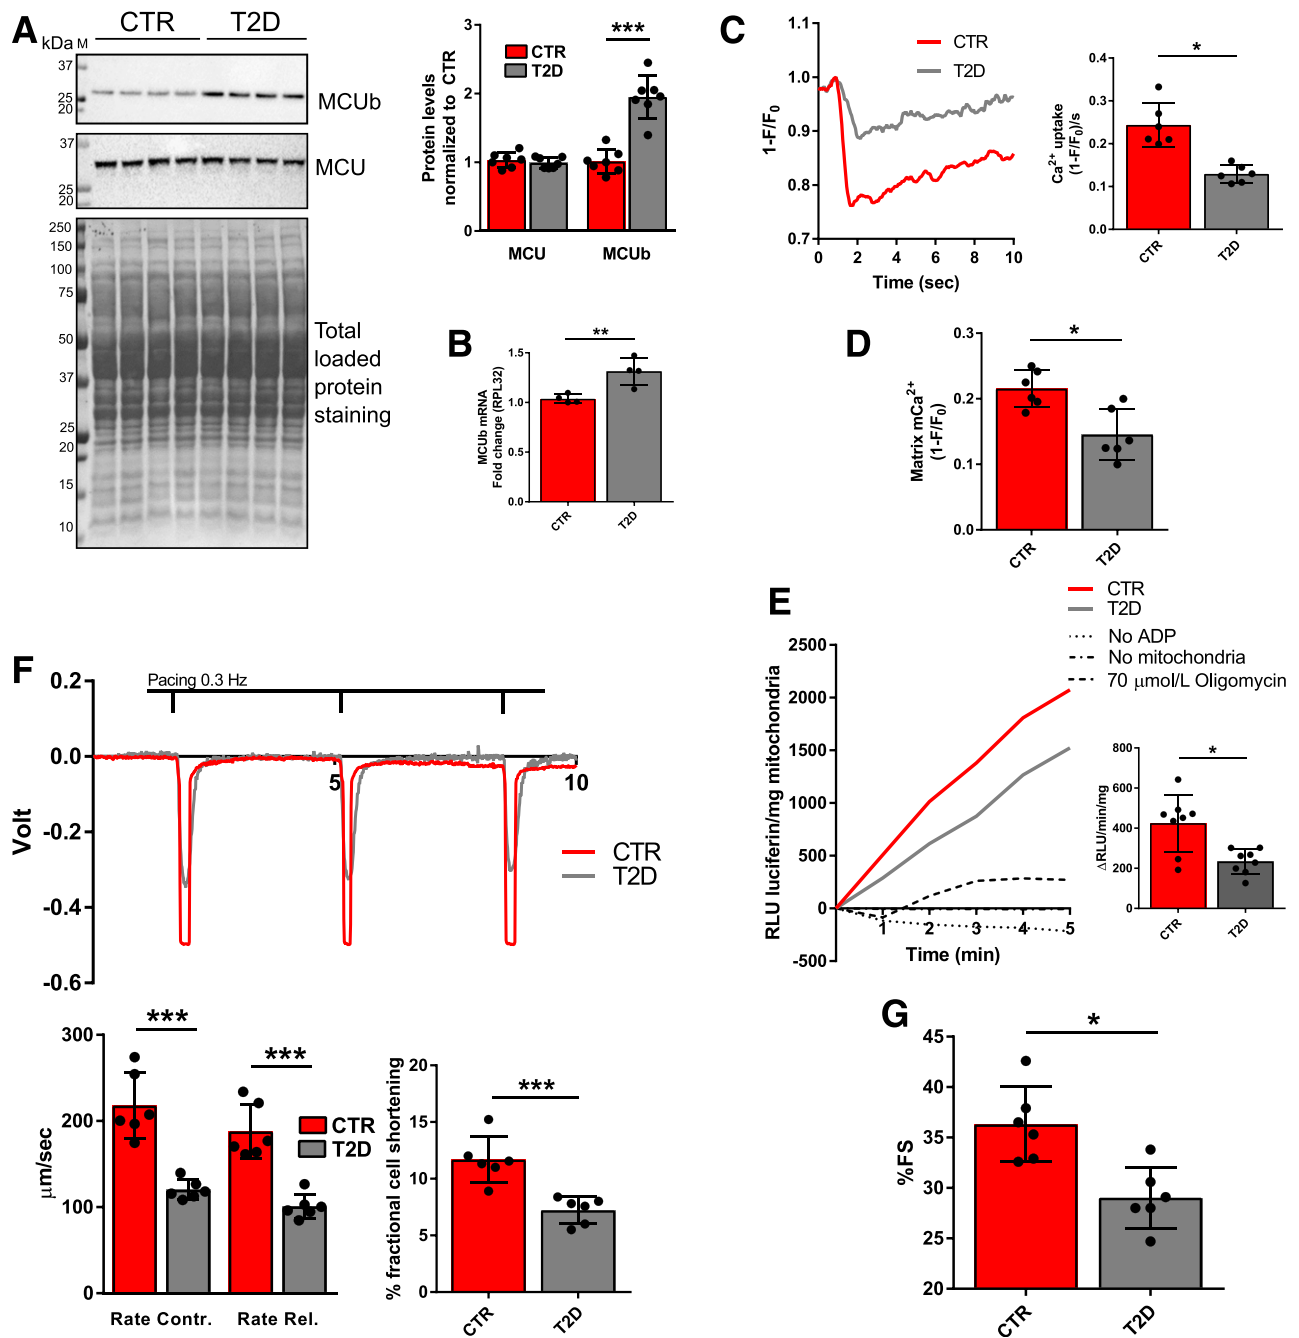 A
CTR T2D
kDa M
37
25
20
MCUb
37
25
20
MCU
250
150
100
75
50
37
25
20
15
10
Total
loaded
protein
staining
Protein levels
normalized to CTR
3
2
1
0
***
CTR
T2D
MCU MCUb
B
MCUb mRNA
Fold change (RPL32)
1.5
1.0
0.5
0.0
**
CTR T2D
C
1-F/F0
1.0
1.0
0.9
0.8
0.7
CTR
T2D
0 2 4 6 8 10
Time (sec)
Ca2+ uptake
(1-F/F0)/s
0.4
0.3
0.2
0.1
0.0
*
CTR T2D
D
Matrix mCa2+
(1-F/F0)
0.3
0.2
0.1
0.0
*
CTR T2D
E
CTR
T2D
No ADP
No mitochondria
70 μmol/L Oligomycin
RLU luciferin/mg mitochondria
2500
2000
1500
1000
500
0
-500
1 2 3 4 5
Time (min)
ΔRLU/min/mg
800
600
400
200
0
*
CTR T2D
F
Pacing 0.3 Hz
Volt
0.2
0.0
-0.2
-0.4
-0.6
5 10
CTR
T2D
μm/sec
300
200
100
0
***
***
CTR
T2D
Rate Contr. Rate Rel.
% fractional cell shortening
20
15
10
5
0
***
CTR T2D
G
%FS
45
40
35
30
25
20
*
CTR T2D